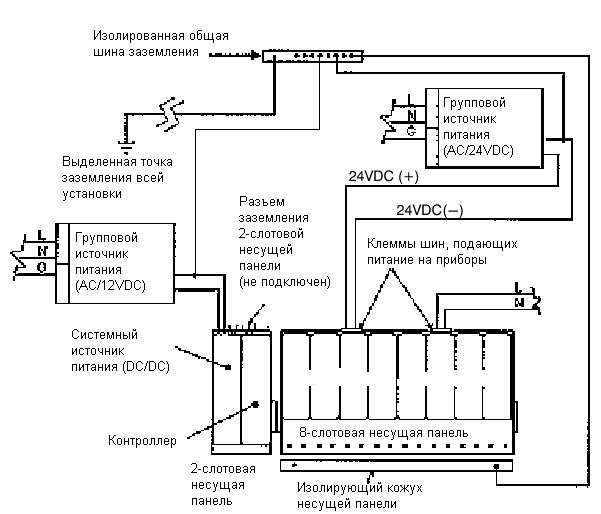 Изолированная общая
шина заземления
L
N
G
Групповой
источник
питания
(AC/24VDC)
Выделенная точка
заземления всей
установки
24VDC (+)
24VDC(—)
Разъем
заземления
2-слотовой
несущей
панели
(не подключен)
Клеммы шин, подающих
питание на приборы
L
N
G
Групповой
источник
питания
(AC/12VDC)
L
N
Системный
источник
питания (DC/DC)
Контроллер
8-слотовая несущая панель
2-слотовая
несущая
панель
Изолирующий кожух
несущей панели